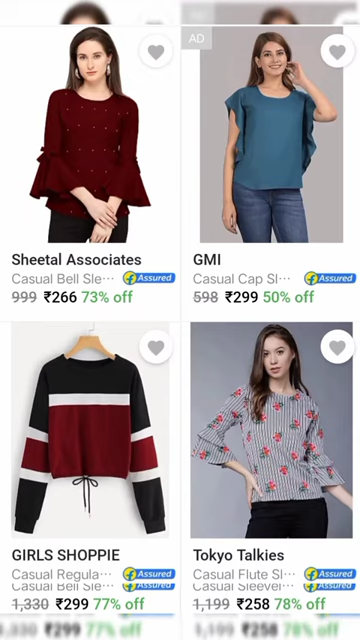 AD
Sheetal Associates
Casual Bell Sle...
Assured
999 ₹266 73% off
GMI
Casual Cap Sl...
Assured
598 ₹299 50% off
GIRLS SHOPPIE
Casual Regula...
Assured
1,330 ₹299 77% off
Tokyo Talkies
Casual Flute Sl...
Assured
1,199 ₹258 78% off